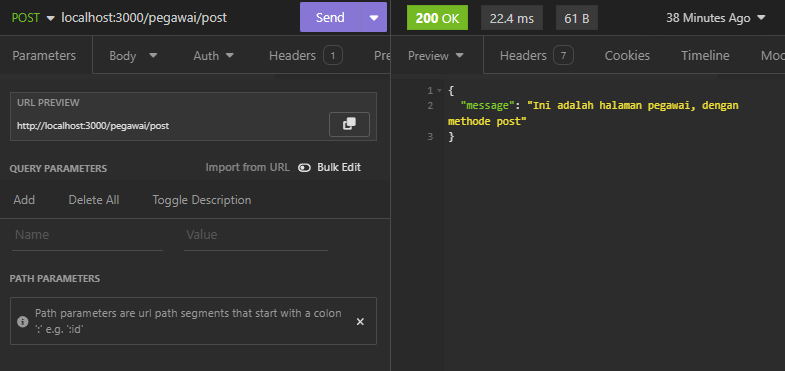 POST localhost:3000/pegawai/post Send
Parameters Body Auth Headers 1 Pre
URL PREVIEW
http://localhost:3000/pegawai/post
QUERY PARAMETERS Import from URL Bulk Edit
Add Delete All Toggle Description
Name Value
PATH PARAMETERS
Path parameters are url path segments that start with a colon
':' e.g. ':id'
200 OK 22.4 ms 61 B 38 Minutes Ago
Preview Headers 7 Cookies Timeline Moc
1 {
2 "message": "Ini adalah halaman pegawai, dengan
methode post"
3 }